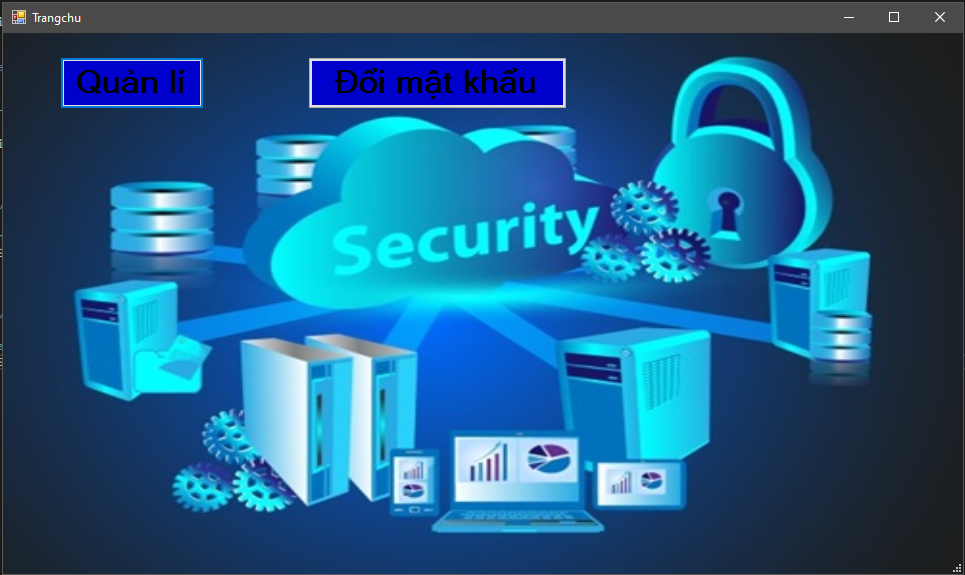 Trangchu
Quản lí
Đổi mật khẩu
Security